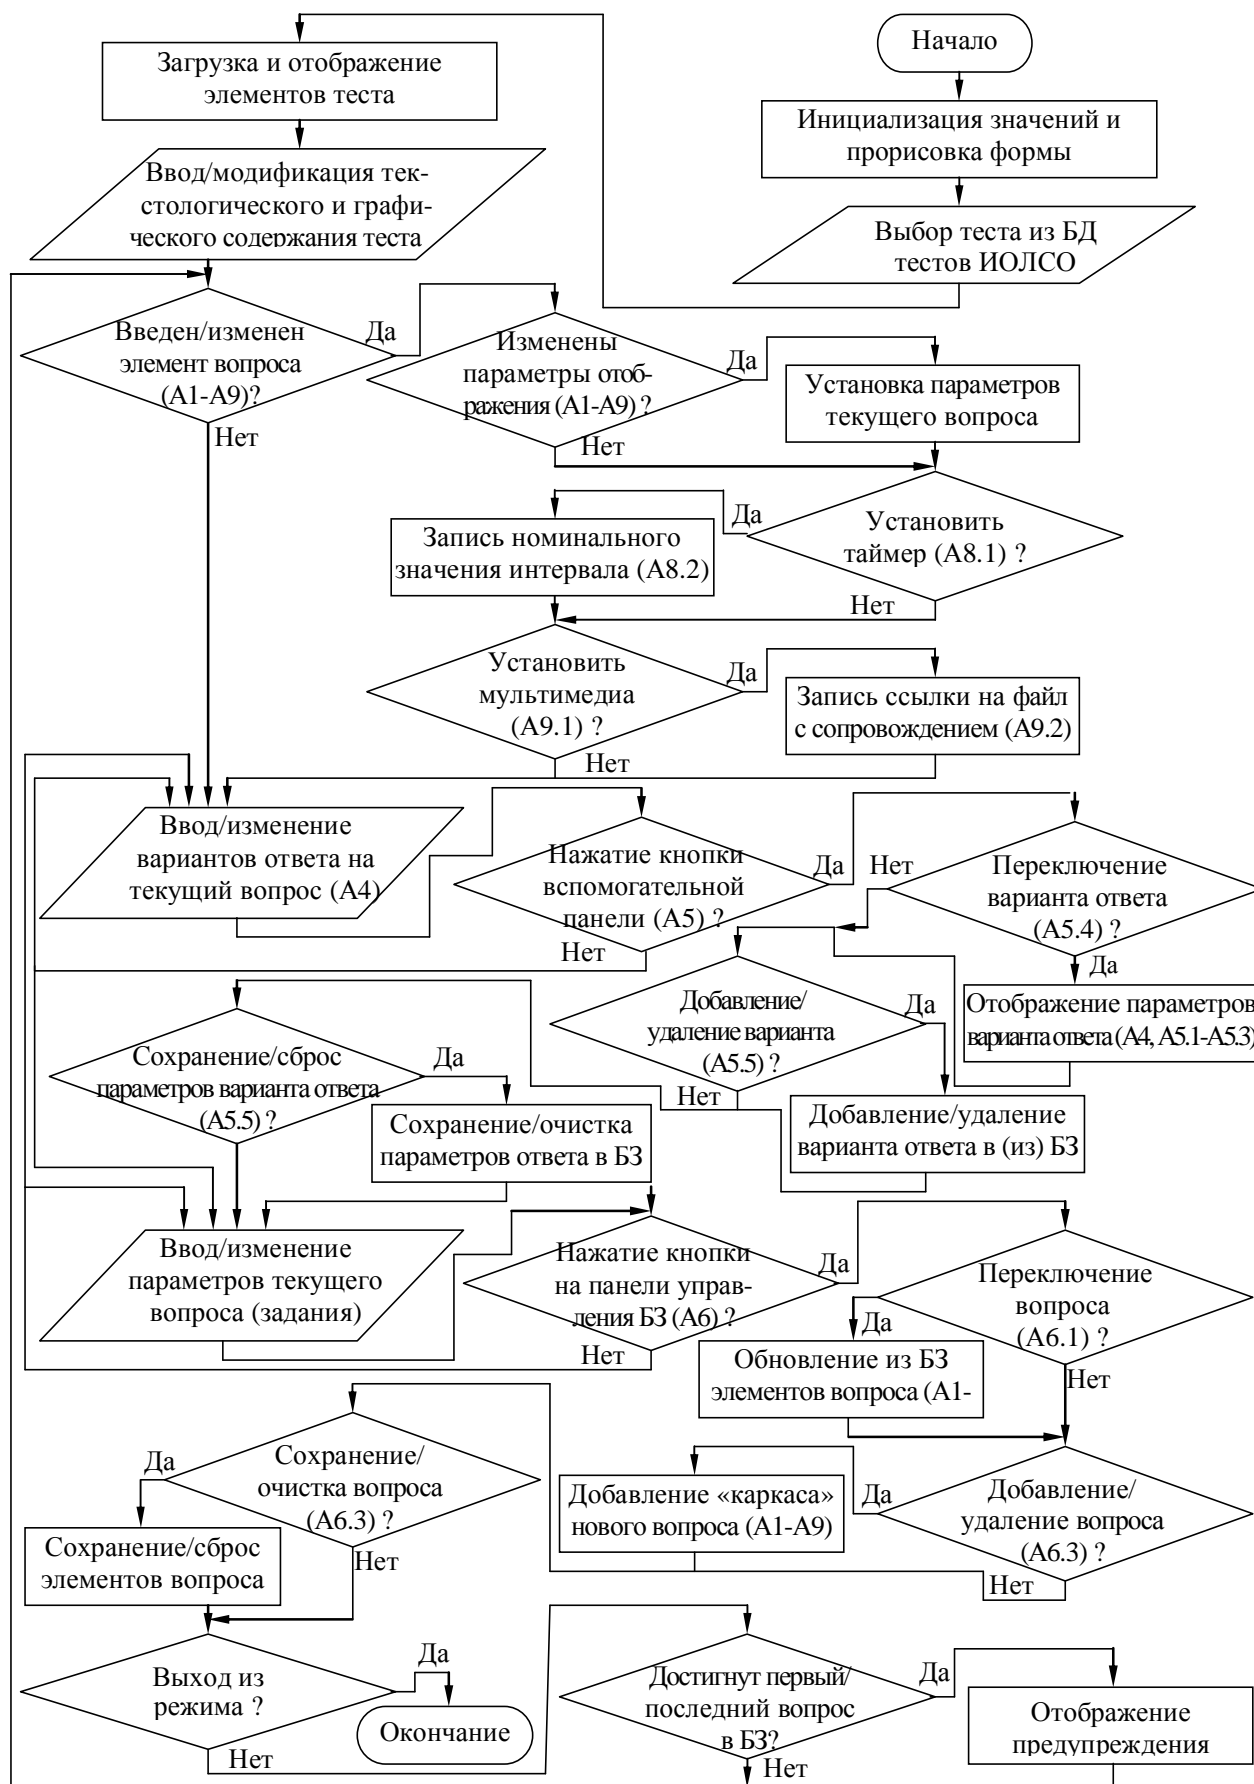 Начало
Инициализация значений и
прорисовка формы
Выбор теста из БД
тестов ИОЛСО
Загрузка и отображение
элементов теста
Ввод/модификация тек-
стологического и графи-
ческого содержания теста
Введен/изменен
элемент вопроса
(А1-А9)?
Да
Нет
Изменены
параметры отоб-
ражения (А1-А9) ?
Да
Нет
Установка параметров
текущего вопроса
Установить
таймер (А8.1) ?
Да
Нет
Запись номинального
значения интервала (А8.2)
Установить
мультимедиа
(А9.1) ?
Да
Нет
Запись ссылки на файл
с сопровождением (А9.2)
Ввод/изменение
вариантов ответа на
текущий вопрос (А4)
Нажатие кнопки
вспомогательной
панели (А5) ?
Да
Нет
Переключение
варианта ответа
(А5.4) ?
Нет
Да
Отображение параметров
варианта ответа (А4, А5.1-А5.3)
Добавление/
удаление варианта
(А5.5) ?
Да
Нет
Добавление/удаление
варианта ответа в (из) БЗ
Сохранение/сброс
параметров варианта ответа
(А5.5) ?
Да
Сохранение/очистка
параметров ответа в БЗ
Ввод/изменение
параметров текущего
вопроса (задания)
Нажатие кнопки
на панели управ-
ления БЗ (А6) ?
Да
Нет
Переключение
вопроса
(А6.1) ?
Да
Нет
Обновление из БЗ
элементов вопроса (А1-
Добавление/
удаление вопроса
(А6.3) ?
Да
Нет
Добавление «каркаса»
нового вопроса (А1-А9)
Сохранение/
очистка вопроса
(А6.3) ?
Да
Нет
Сохранение/сброс
элементов вопроса
Выход из
режима ?
Да
Нет
Окончание
Достигнут первый/
последний вопрос
в БЗ?
Да
Нет
Отображение
предупреждения